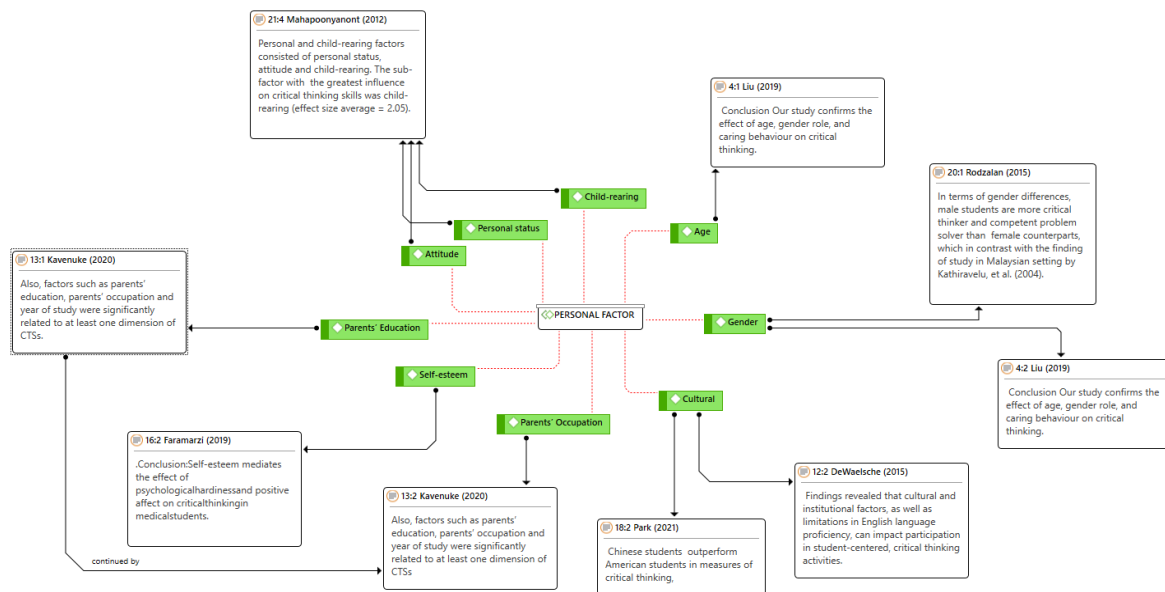 21:4 Mahapoonyanont (2012)
Personal and child-rearing factors
consisted of personal status,
attitude and child-rearing. The sub-
factor with  the greatest influence
on critical thinking skills was child-
rearing (effect size average = 2.05).
4:1 Liu (2019)
Conclusion Our study confirms the
effect of age, gender role, and
caring behaviour on critical
thinking.
20:1 Rodzalan (2015)
In terms of gender differences,
male students are more critical
thinker and competent problem
solver than  female counterparts,
which in contrast with the finding
of study in Malaysian setting by
Kathiravelu, et al. (2004).
Child-rearing
Personal status
Age
Attitude
13:1 Kavenuke (2020)
Also, factors such as parents'
education, parents' occupation and
year of study were significantly
related to at least one dimension of
CTSs.
PERSONAL FACTOR
Parents' Education
Gender
Self-esteem
Cultural
Parents' Occupation
4:2 Liu (2019)
Conclusion Our study confirms the
effect of age, gender role, and
caring behaviour on critical
thinking.
16:2 Faramarzi (2019)
.Conclusion:Self-esteem mediates
the effect of
psychologicalhardinessand positive
affect on criticalthinkingin
medicalstudents.
12:2 DeWaelsche (2015)
Findings revealed that cultural and
institutional factors, as well as
limitations in English language
proficiency, can impact participation
in student-centered, critical thinking
activities.
13:2 Kavenuke (2020)
Also, factors such as parents'
education, parents' occupation and
year of study were significantly
related to at least one dimension of
CTSs
18:2 Park (2021)
Chinese students  outperform
American students in measures of
critical thinking,
continued by